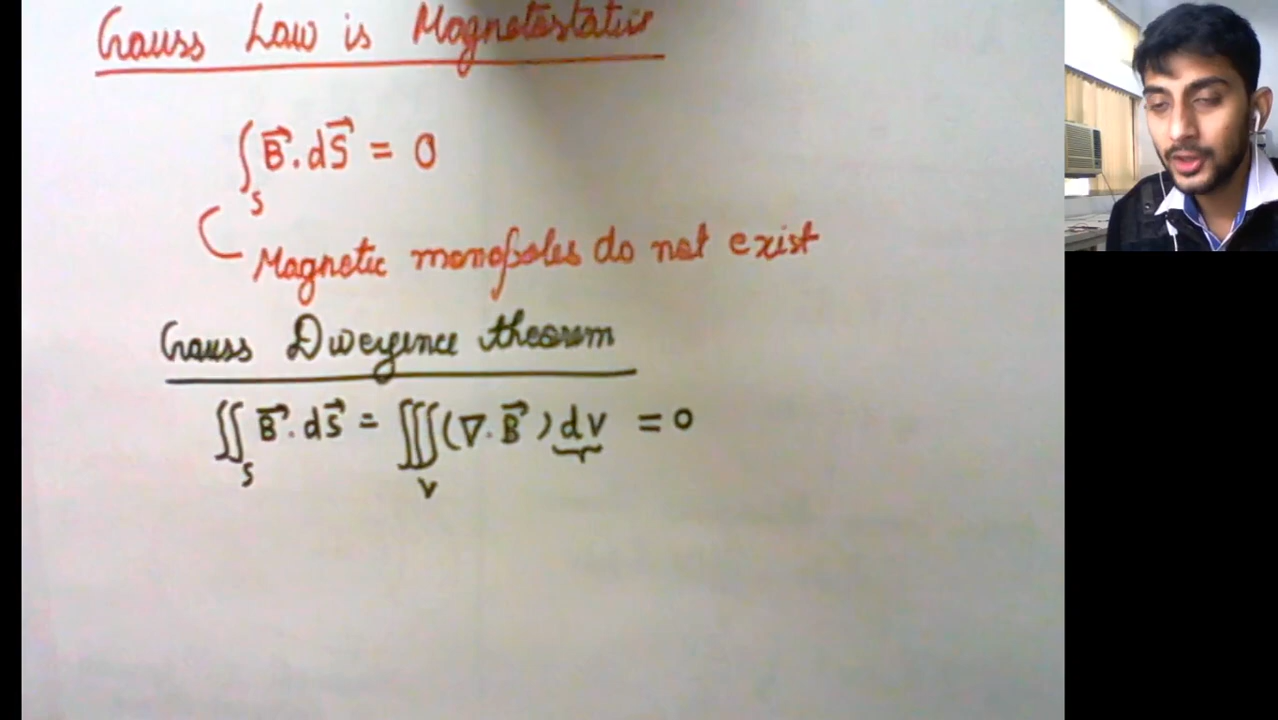 Gauss Law is Magnetostatics
∫_S B⃗.dS⃗ = 0
Magnetic monopoles do not exist
Gauss Divergence theorem
∬_S B⃗.dS⃗ = ∭_V (∇.B⃗) dv = 0